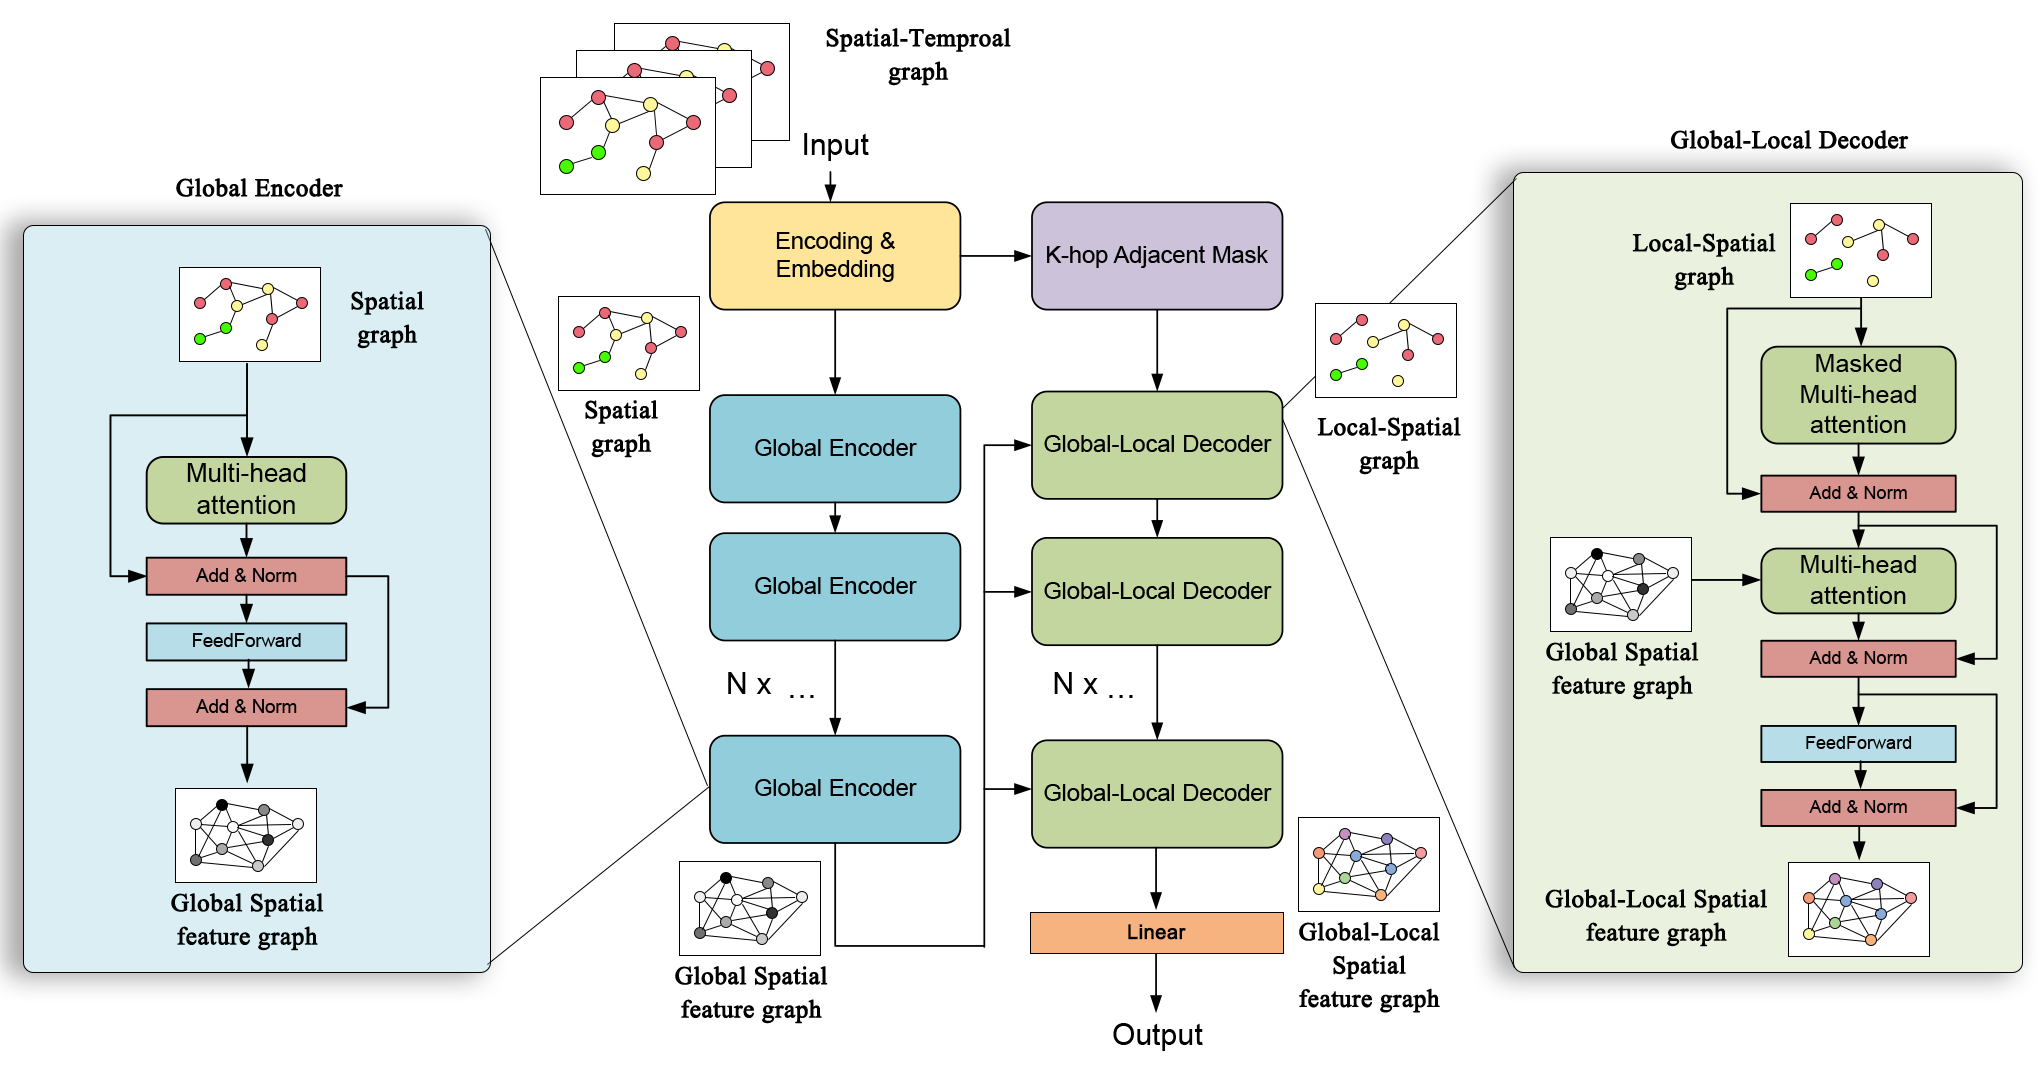 Spatial-Temproal
graph
Input
Global Encoder
Spatial
graph
Multi-head
attention
Add & Norm
FeedForward
Add & Norm
Global Spatial
feature graph
Encoding &
Embedding
K-hop Adjacent Mask
Spatial
graph
Global Encoder
Global Encoder
N x ...
Global Encoder
Global Spatial
feature graph
Global-Local Decoder
Global-Local Decoder
N x ...
Global-Local Decoder
Linear
Output
Local-Spatial
graph
Global-Local
Spatial
feature graph
Global-Local Decoder
Local-Spatial
graph
Masked
Multi-head
attention
Add & Norm
Multi-head
attention
Global Spatial
feature graph
Add & Norm
FeedForward
Add & Norm
Global-Local Spatial
feature graph